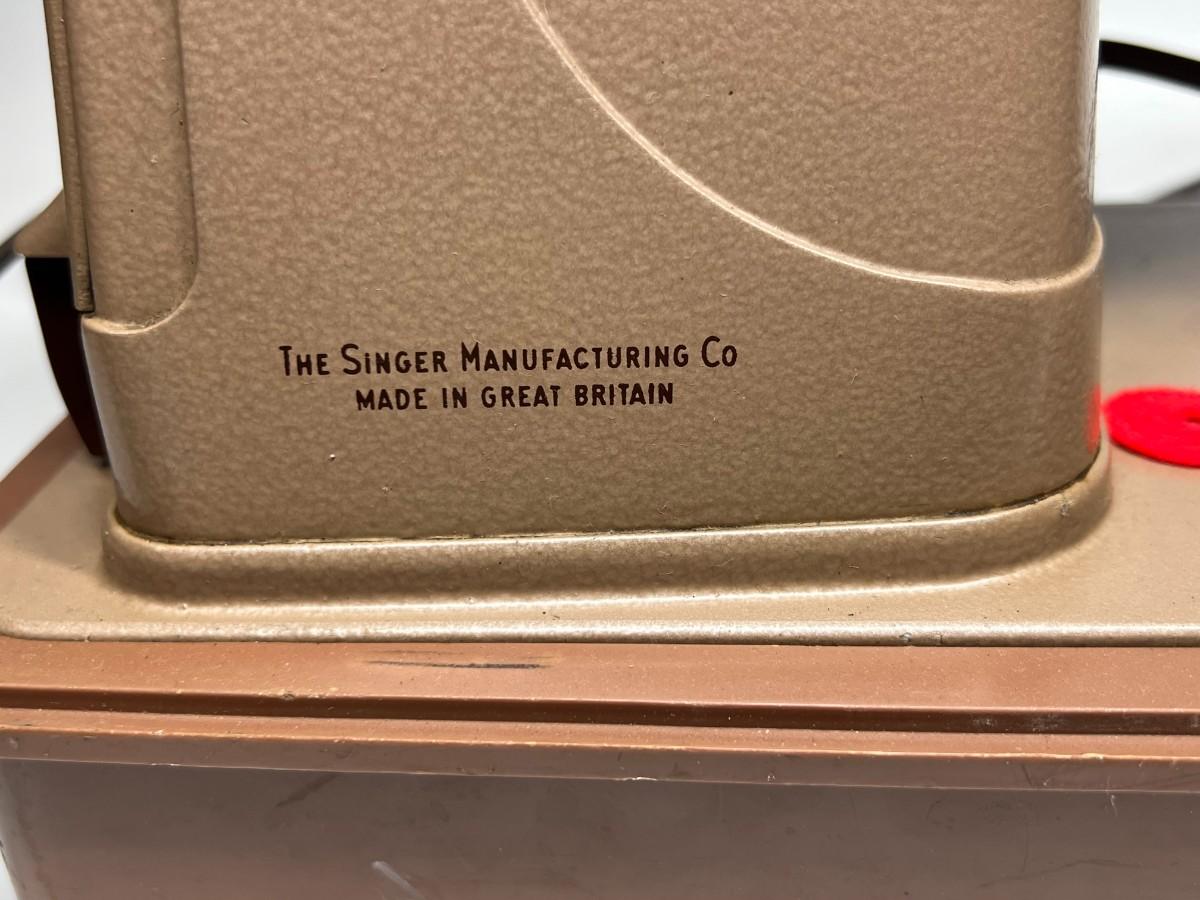 The Singer Manufacturing Co
MADE IN GREAT BRITAIN